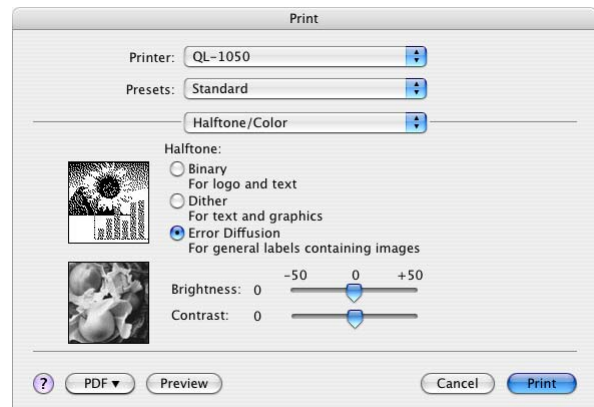 Print
Printer: QL-1050
Presets: Standard
Halftone/Color
Halftone:
Binary
For logo and text
Dither
For text and graphics
Error Diffusion
For general labels containing images
-50 0 +50
Brightness: 0
Contrast: 0
? PDF▼ Preview Cancel Print